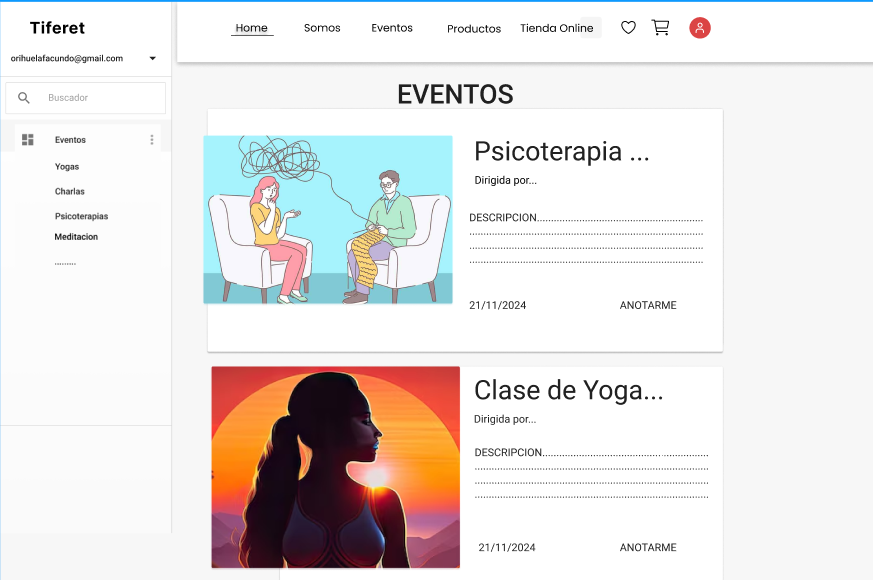 Tiferet
orihuelafacundo@gmail.com
Buscador
Eventos
Yogas
Charlas
Psicoterapias
Meditacion
.........
Home Somos Eventos Productos Tienda Online
EVENTOS
Psicoterapia ...
Dirigida por...
DESCRIPCION............................................................
....................................................................................
....................................................................................
....................................................................................
21/11/2024 ANOTARME
Clase de Yoga...
Dirigida por...
DESCRIPCION............................................................
....................................................................................
....................................................................................
....................................................................................
21/11/2024 ANOTARME